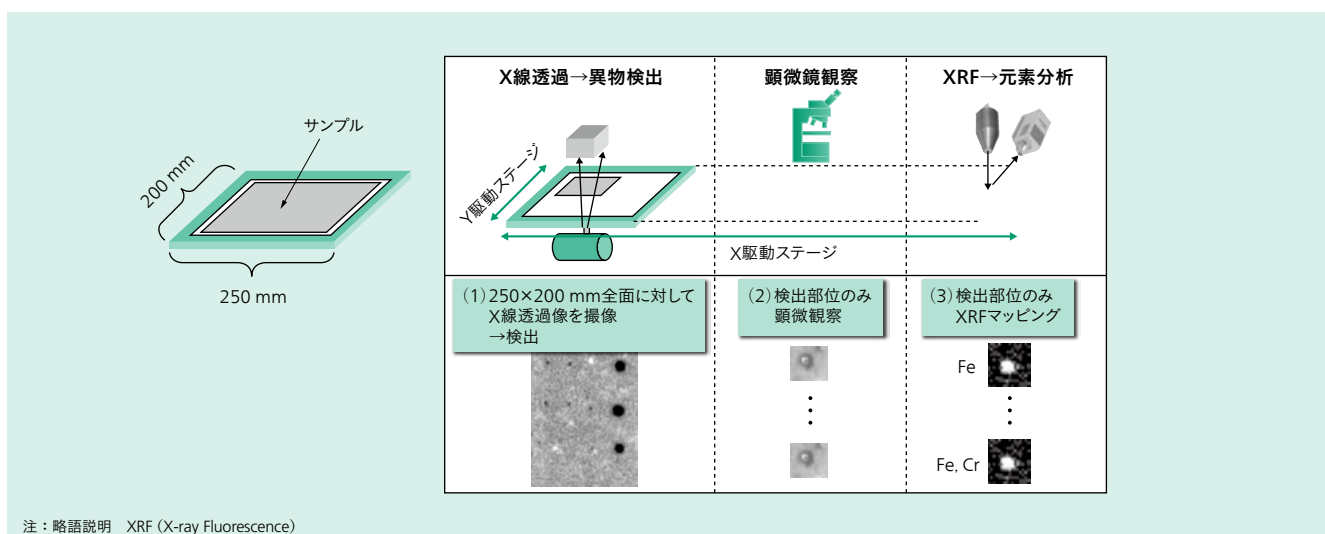 サンプル
200 mm
250 mm
X線透過→異物検出
顕微鏡観察
XRF→元素分析
Y駆動ステージ
X駆動ステージ
（1）250×200 mm全面に対して
X線透過像を撮像
→検出
（2）検出部位のみ
顕微観察
（3）検出部位のみ
XRFマッピング
Fe
Fe, Cr
注：略語説明　XRF（X-ray Fluorescence）